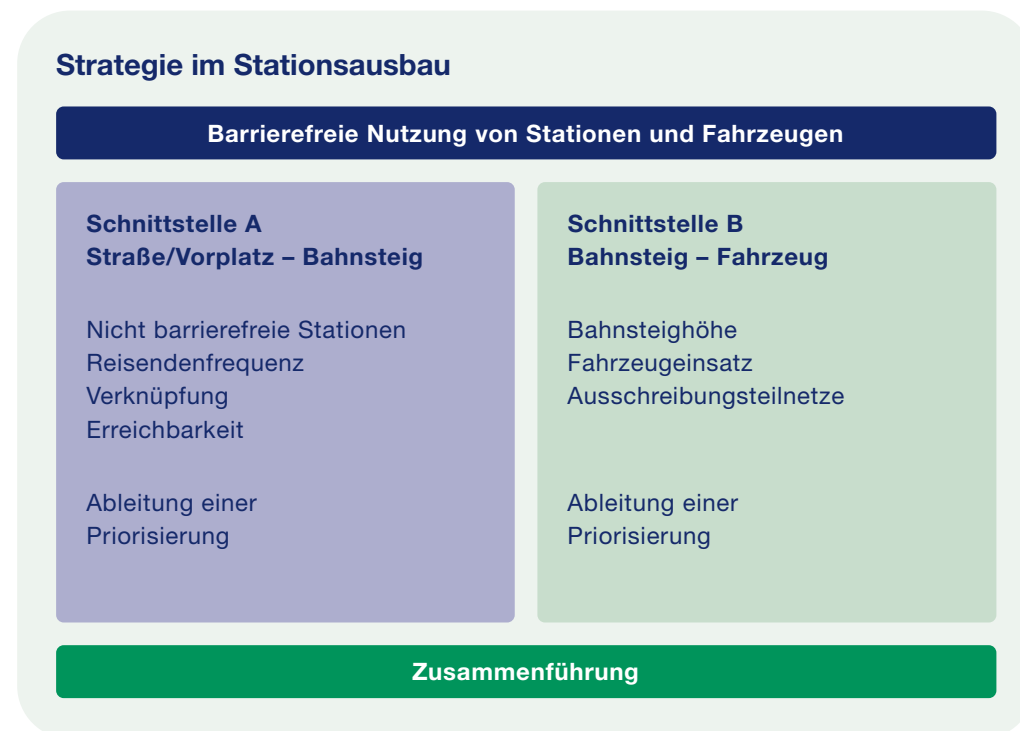 Strategie im Stationsausbau
Barrierefreie Nutzung von Stationen und Fahrzeugen
Schnittstelle A
Straße/Vorplatz – Bahnsteig
Nicht barrierefreie Stationen
Reisendenfrequenz
Verknüpfung
Erreichbarkeit
Ableitung einer
Priorisierung
Schnittstelle B
Bahnsteig – Fahrzeug
Bahnsteighöhe
Fahrzeugeinsatz
Ausschreibungsteilnetze
Ableitung einer
Priorisierung
Zusammenführung